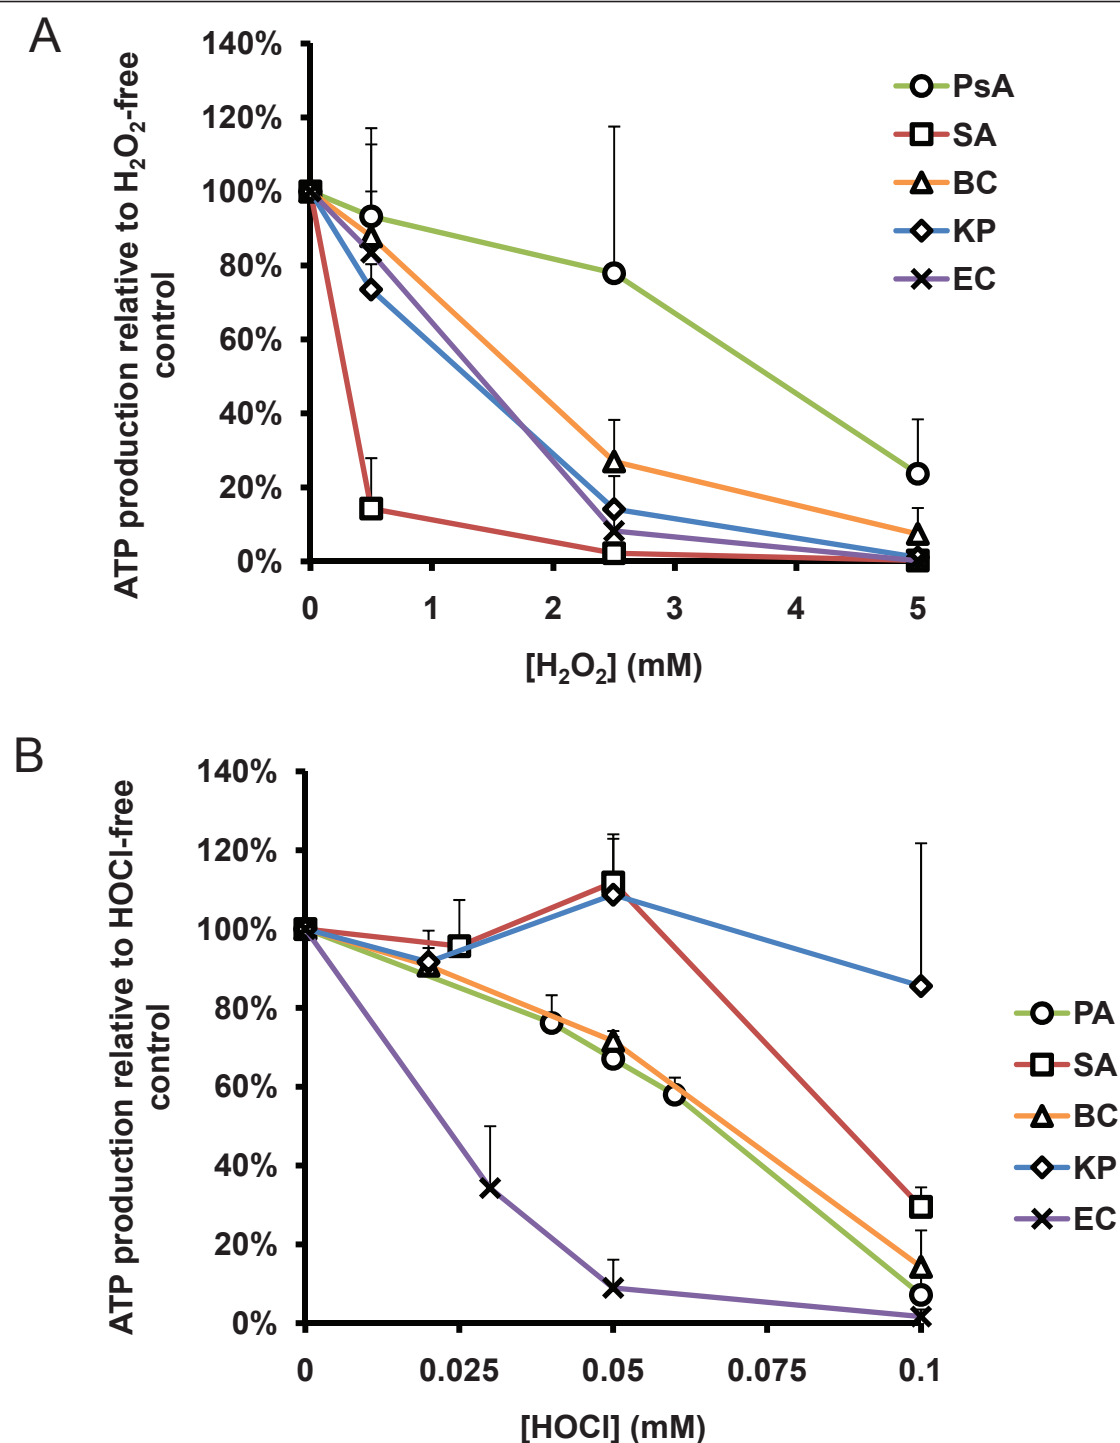 A
ATP production relative to H₂O₂-free
control
140%
120%
100%
80%
60%
40%
20%
0%
0 1 2 3 4 5
[H₂O₂] (mM)
PsA
SA
BC
KP
EC
B
ATP production relative to HOCl-free
control
140%
120%
100%
80%
60%
40%
20%
0%
0 0.025 0.05 0.075 0.1
[HOCl] (mM)
PA
SA
BC
KP
EC